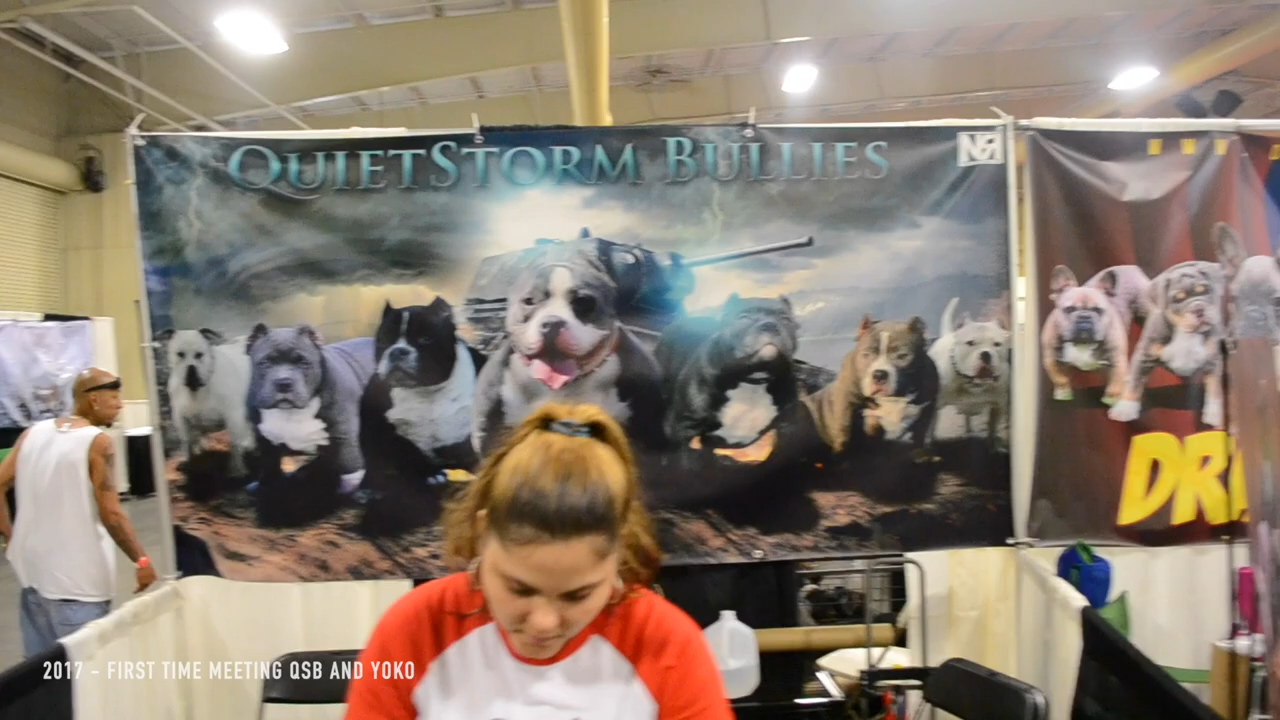 QUIETSTORM BULLIES
NR
DR
2017 - FIRST TIME MEETING QSB AND YOKO